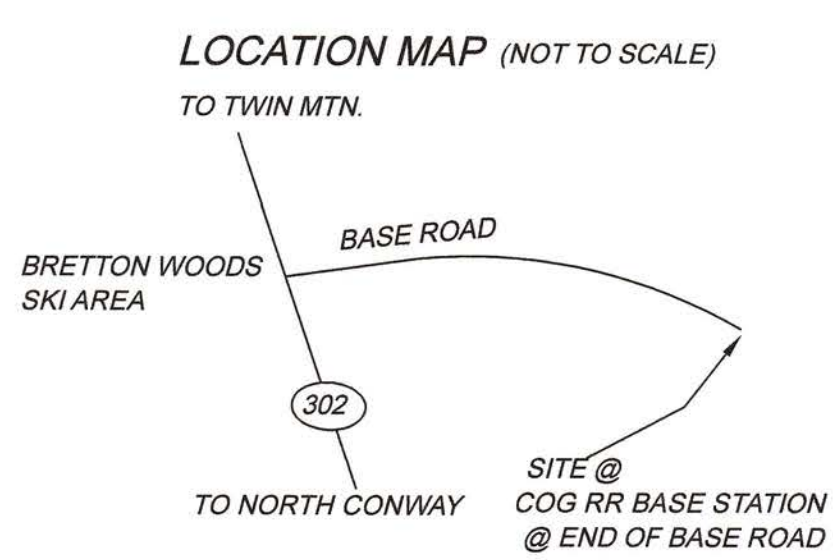 LOCATION MAP (NOT TO SCALE)
TO TWIN MTN.
BASE ROAD
BRETTON WOODS
SKI AREA
302
TO NORTH CONWAY
SITE @
COG RR BASE STATION
@ END OF BASE ROAD